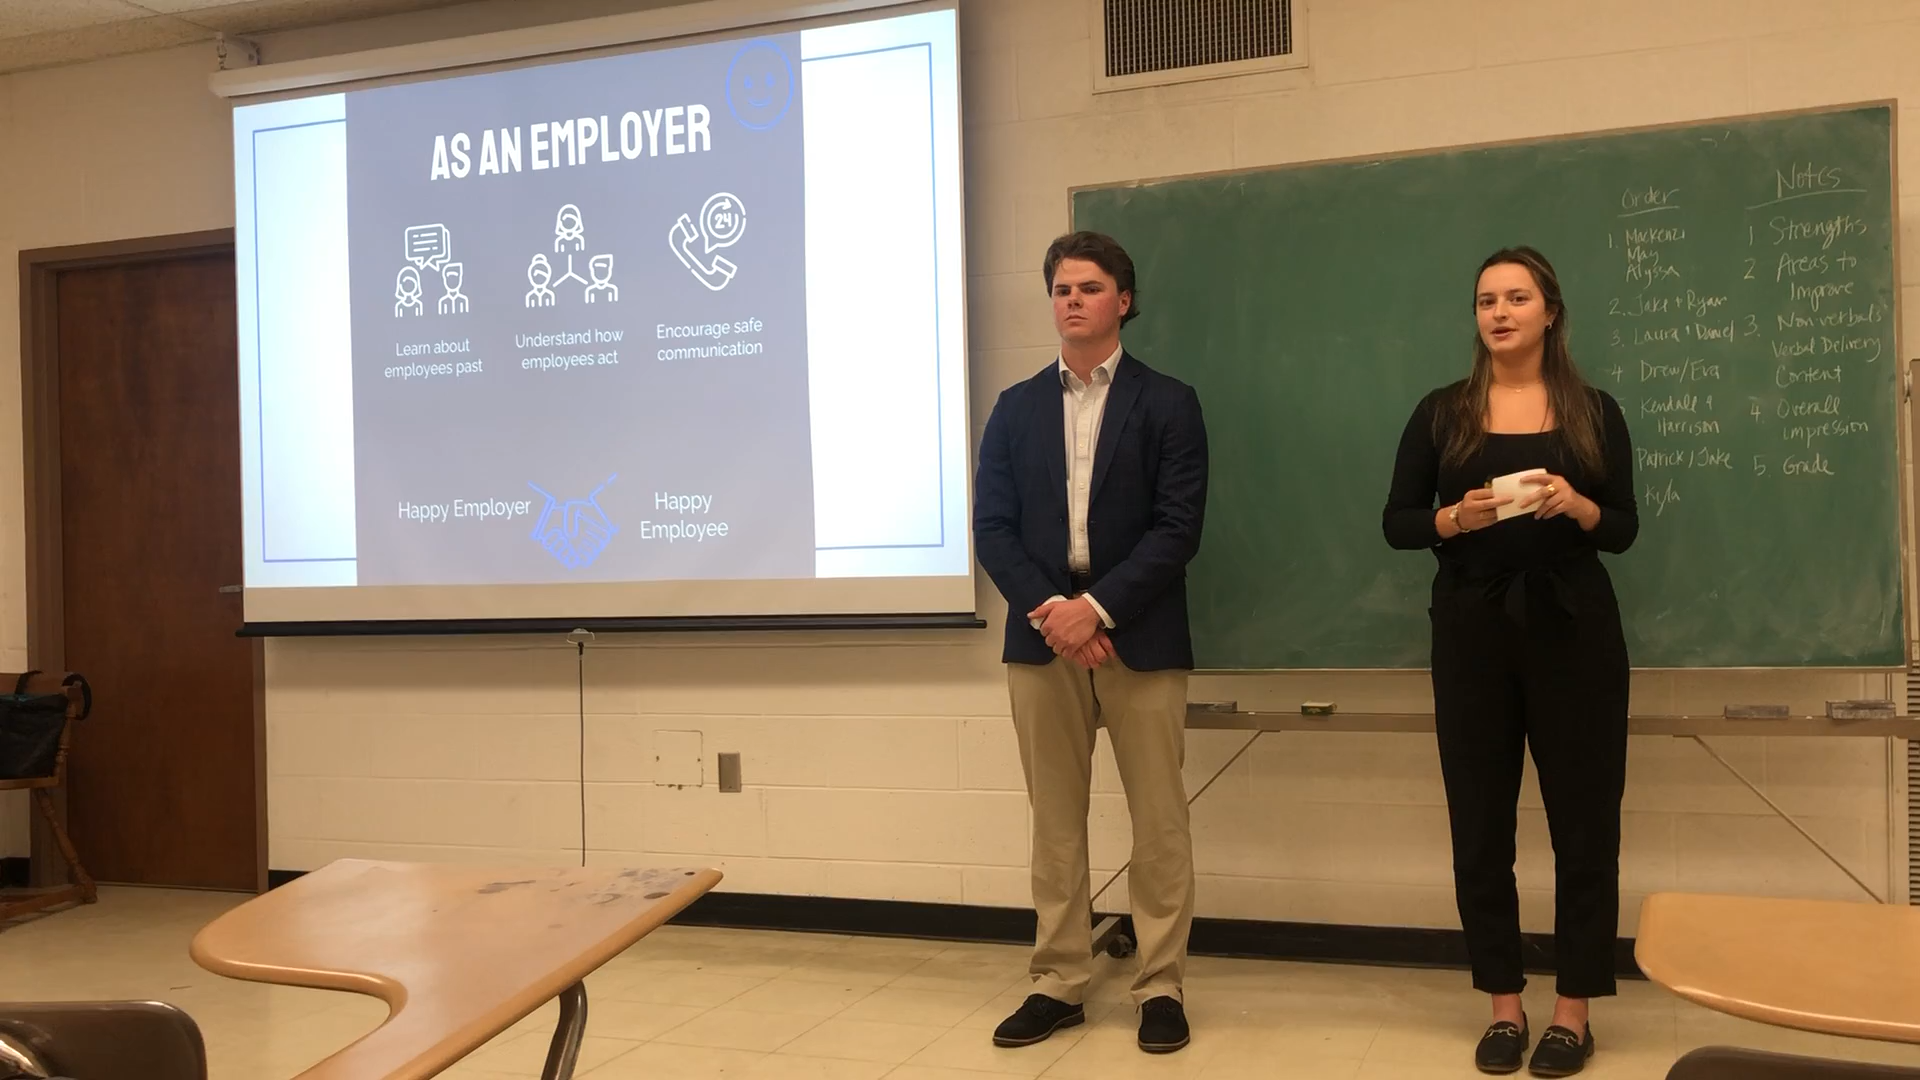 AS AN EMPLOYER
24
Learn about
employees past
Understand how
employees act
Encourage safe
communication
Happy Employer
Happy
Employee
Order
1. Mackenzi
May
Alyssa
2. Jake + Ryan
3. Laura + Daniel
4 Drew/Eva
5 Kendall +
Harrison
Patrick/Jake
Kyla
Notes
1 Strengths
2 Areas to
Improve
3. Nonverbals
Verbal Delivery
Content
4. Overall
impression
5. Grade